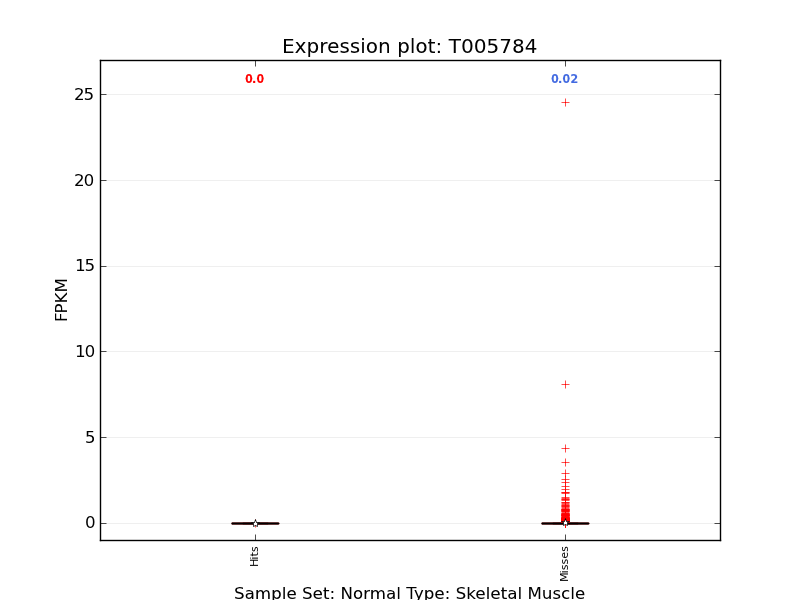 Expression plot: T005784
0.0
0.02
25
20
15
10
5
0
FPKM
Hits
Misses
Sample Set: Normal Type: Skeletal Muscle